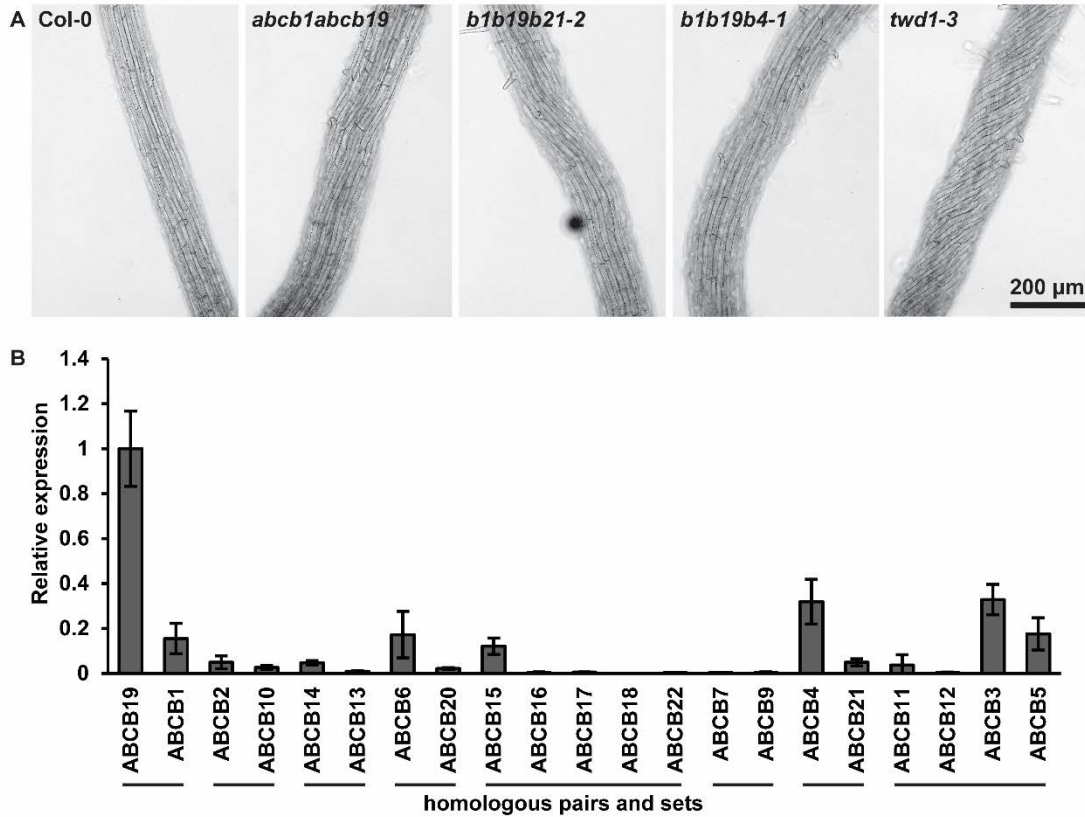 A Col-0 abcb1abcb19 b1b19b21-2 b1b19b4-1 twd1-3
200 µm
B
1.4
1.2
1
0.8
0.6
0.4
0.2
0
Relative expression
ABCB19
ABCB1
ABCB2
ABCB10
ABCB14
ABCB13
ABCB6
ABCB20
ABCB15
ABCB16
ABCB17
ABCB18
ABCB22
ABCB7
ABCB9
ABCB4
ABCB21
ABCB11
ABCB12
ABCB3
ABCB5
homologous pairs and sets